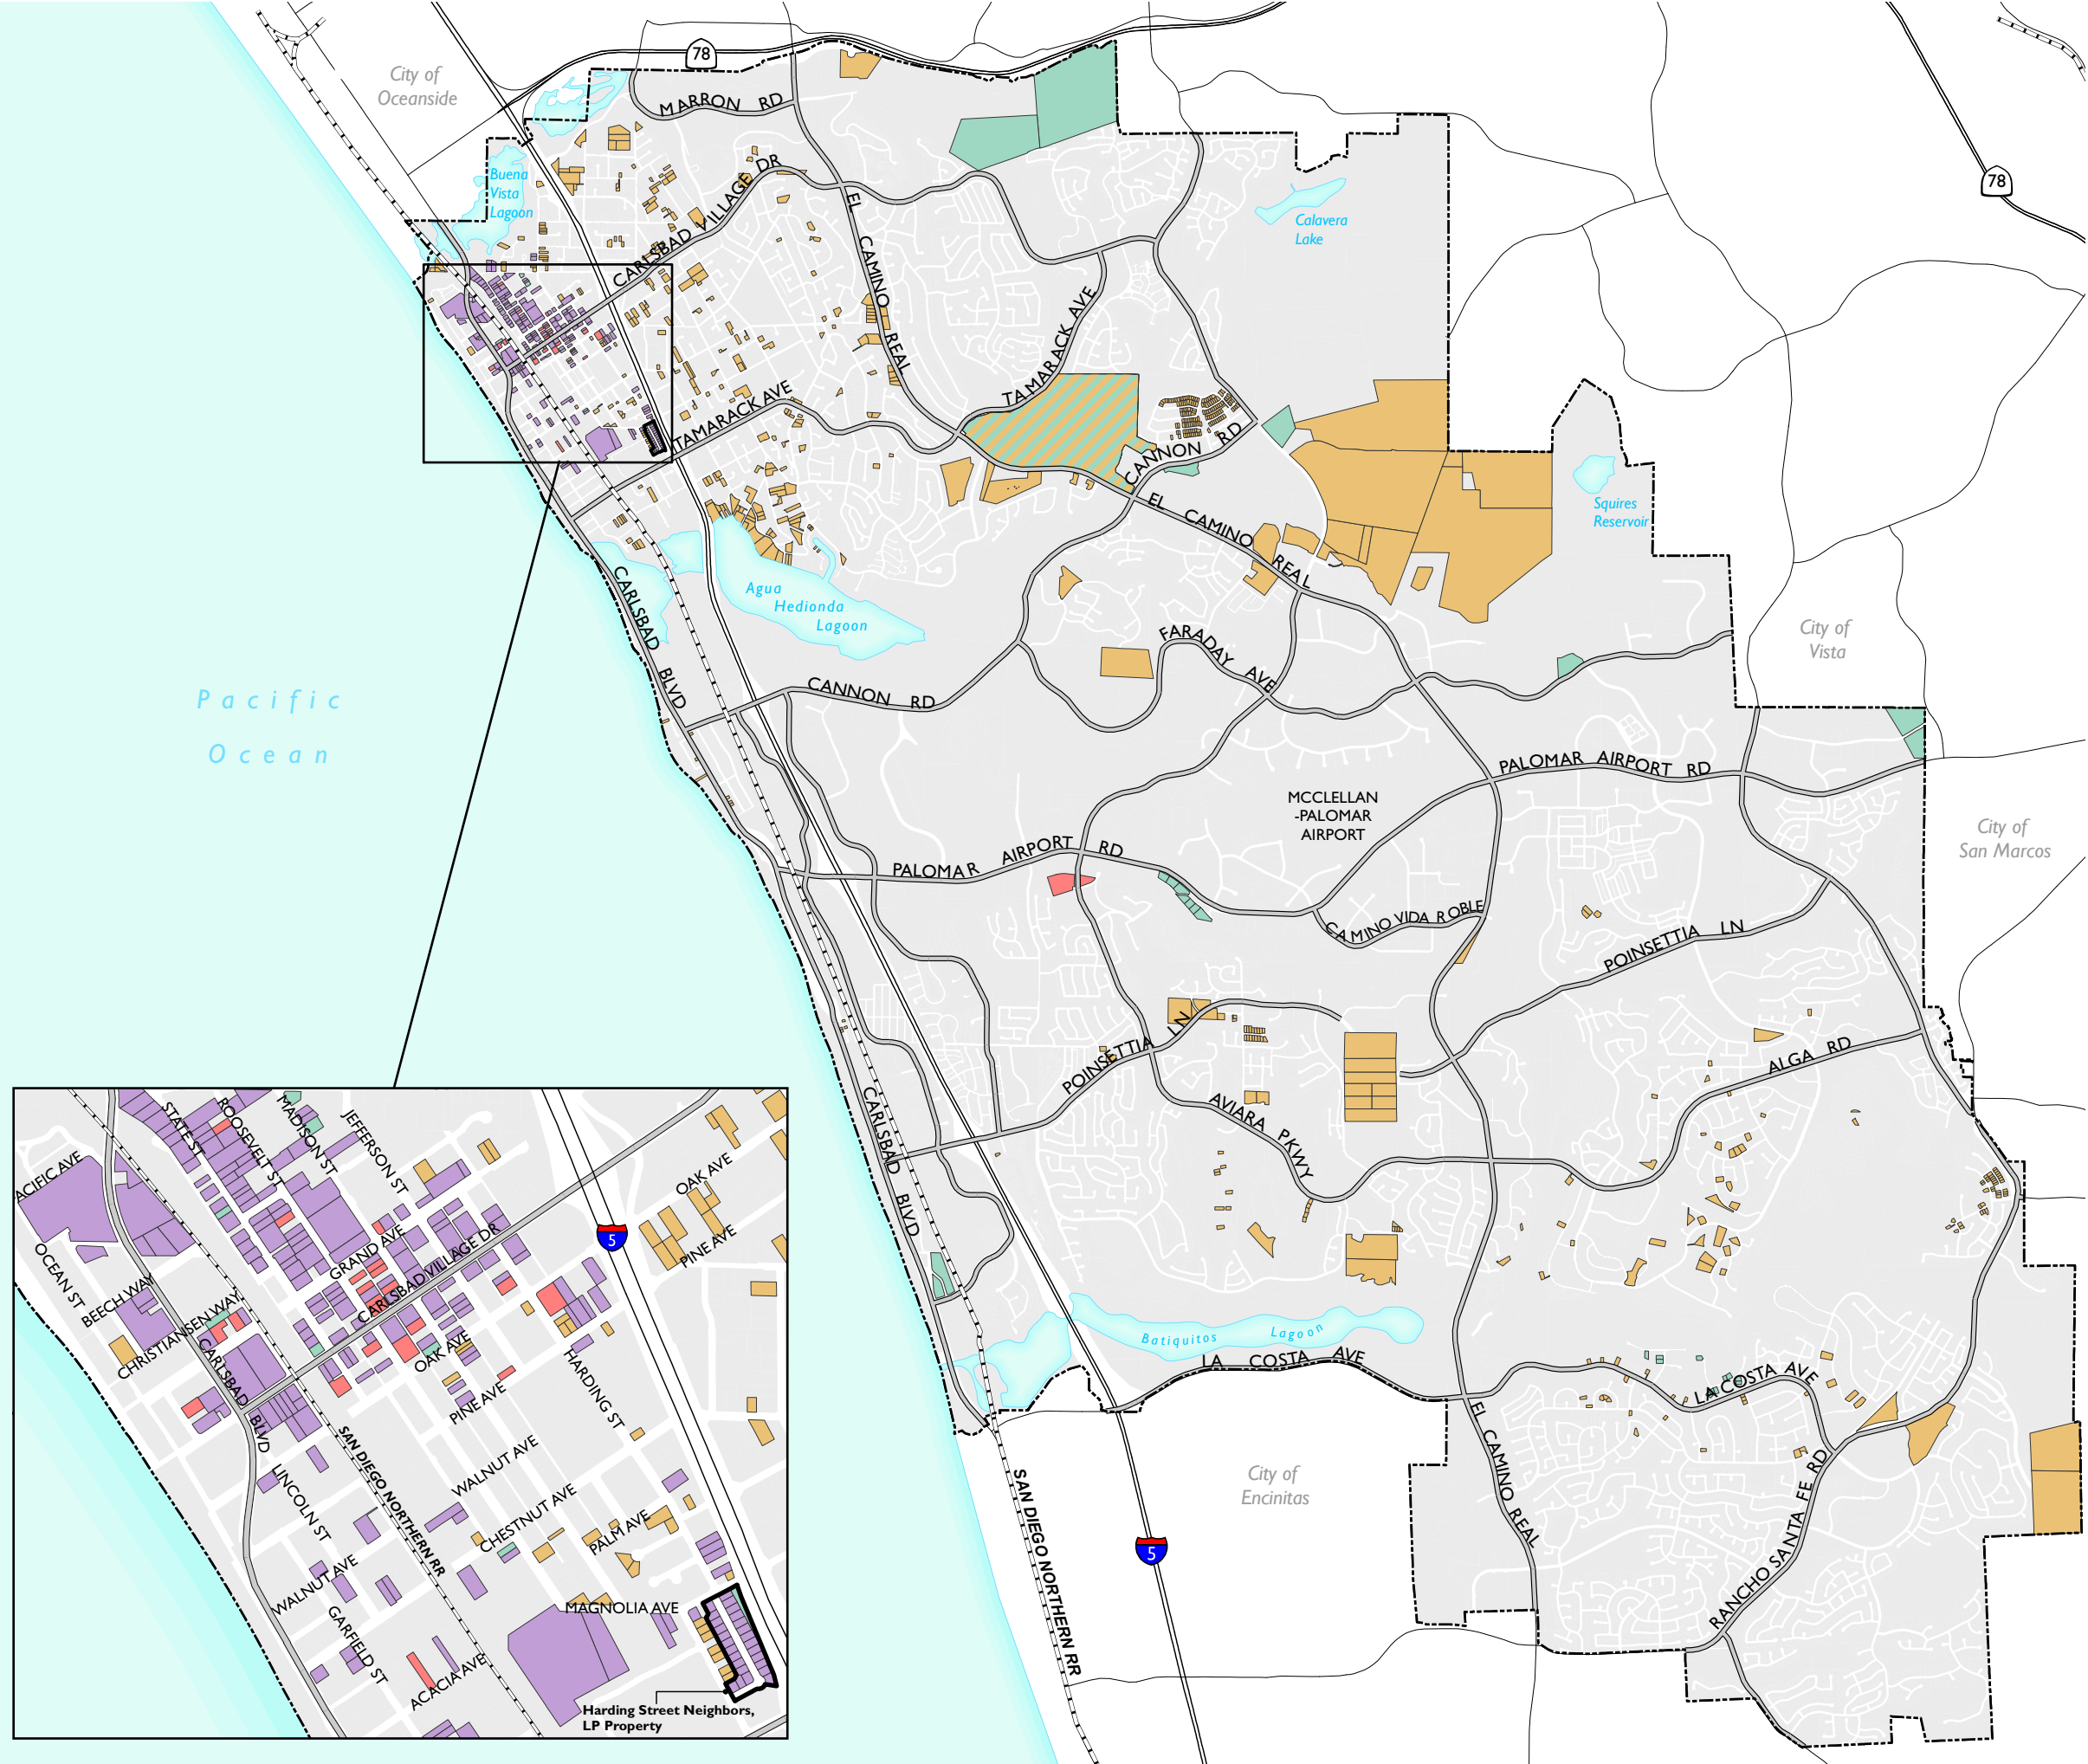 78
City of
Oceanside
MARRON RD
78
Buena
Vista
Lagoon
CARLSBAD VILLAGE DR
EL CAMINO REAL
Calavera
Lake
TAMARACK AVE
TAMARACK AVE
CANNON RD
EL CAMINO REAL
Squires
Reservoir
Agua
Hedionda
Lagoon
CARLSBAD BLVD
City of
Vista
FARADAY AVE
Pacific
Ocean
CANNON RD
PALOMAR AIRPORT RD
MCCLELLAN
-PALOMAR
AIRPORT
City of
San Marcos
PALOMAR AIRPORT RD
CAMINO VIDA ROBLE
POINSETTIA LN
POINSETTIA LN
ALGA RD
CARLSBAD BLVD
AVIARA PKWY
Batiquitos Lagoon
LA COSTA AVE
LA COSTA AVE
EL CAMINO REAL
City of
Encinitas
RANCHO SANTA FE RD
SAN DIEGO NORTHERN RR
5
STATE ST
ROOSEVELT ST
MADISON ST
JEFFERSON ST
ACIFIC AVE
OAK AVE
PINE AVE
5
GRAND AVE
CARLSBAD VILLAGE DR
OCEAN ST
BEECH WAY
CHRISTIANSEN WAY
CARLSBAD BLVD
OAK AVE
PINE AVE
HARDING ST
WALNUT AVE
SAN DIEGO NORTHERN RR
LINCOLN ST
CHESTNUT AVE
PALM AVE
WALNUT AVE
GARFIELD ST
MAGNOLIA AVE
ACACIA AVE
Harding Street Neighbors,
LP Property